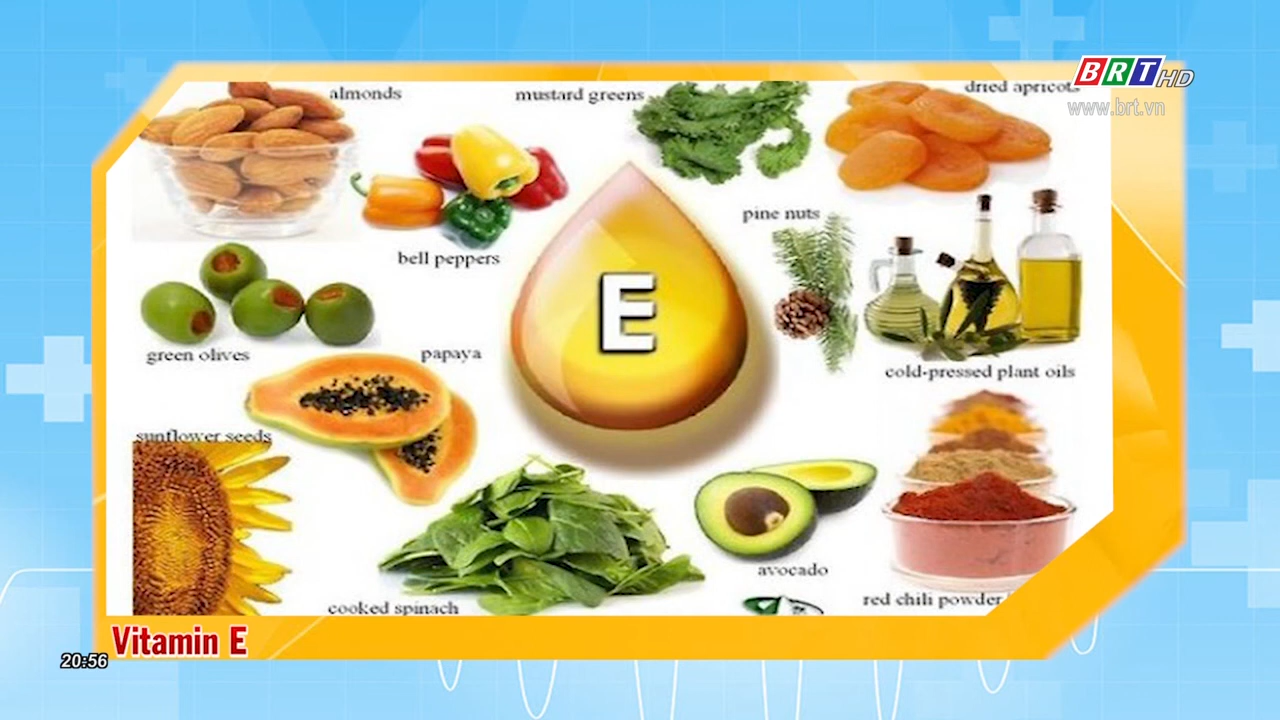 BRT HD
www.brt.vn
almonds
mustard greens
dried apricots
bell peppers
pine nuts
E
green olives
papaya
cold-pressed plant oils
sunflower seeds
avocado
cooked spinach
red chili powder
Vitamin E
20:56